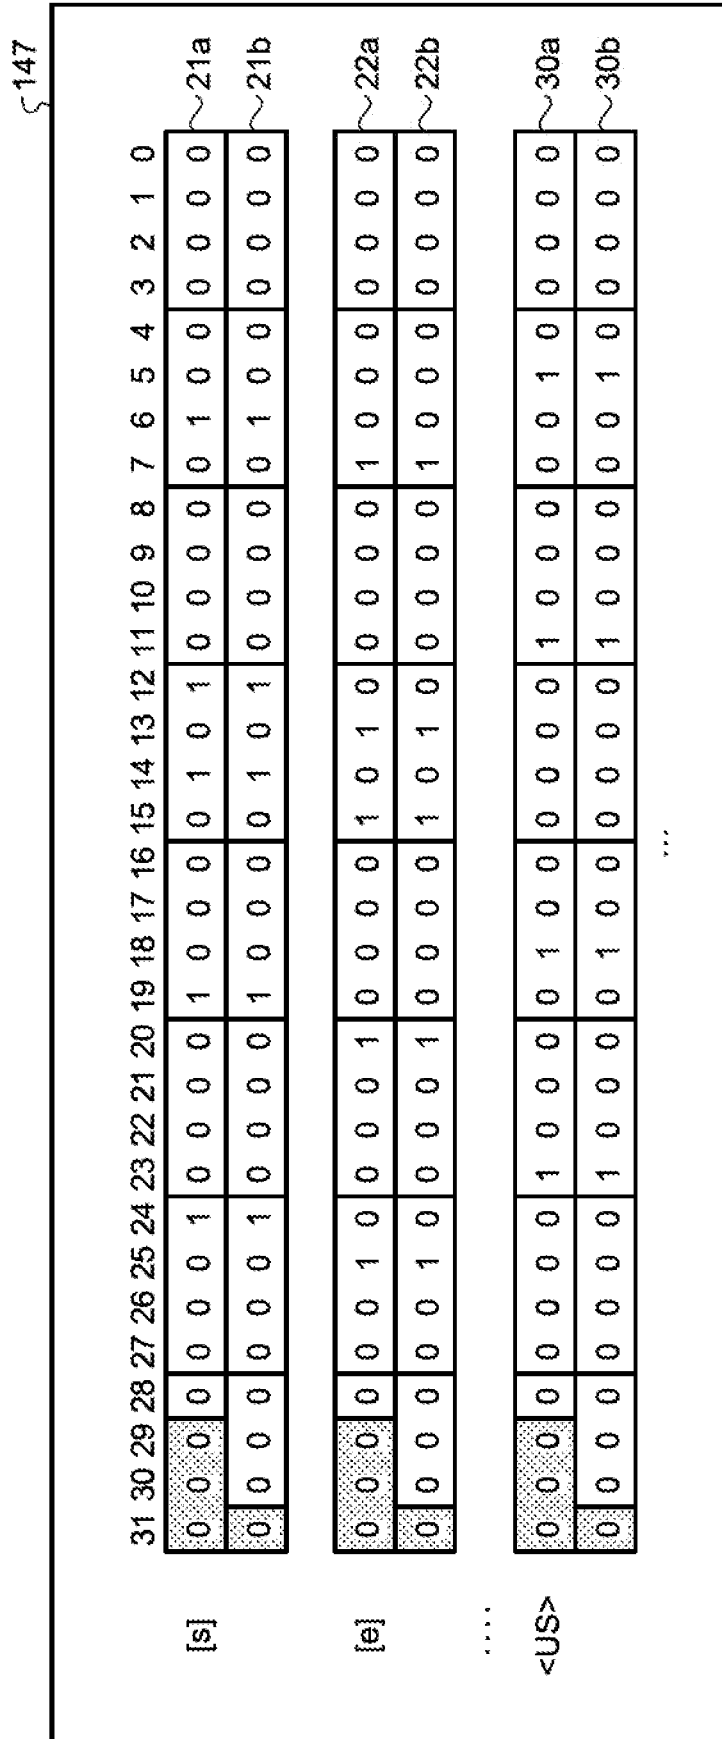 147
31 30 29 28 27 26 25 24 23 22 21 20 19 18 17 16 15 14 13 12 11 10 9 8 7 6 5 4 3 2 1 0
[s] 0 0 0 0 0 0 0 1 0 0 0 0 1 0 0 0 0 1 0 1 0 0 0 0 0 1 0 0 0 0 0 0 21a
0 0 0 0 0 0 0 1 0 0 0 0 1 0 0 0 0 1 0 1 0 0 0 0 0 1 0 0 0 0 0 0 21b
[e] 0 0 0 0 0 0 1 0 0 0 0 1 0 0 0 0 1 0 1 0 0 0 0 0 1 0 0 0 0 0 0 0 22a
0 0 0 0 0 0 1 0 0 0 0 1 0 0 0 0 1 0 1 0 0 0 0 0 1 0 0 0 0 0 0 0 22b
....
<US> 0 0 0 0 0 0 0 0 1 0 0 0 0 1 0 0 0 0 0 0 1 0 0 0 0 0 1 0 0 0 0 0 30a
0 0 0 0 0 0 0 0 1 0 0 0 0 1 0 0 0 0 0 0 1 0 0 0 0 0 1 0 0 0 0 0 30b
...